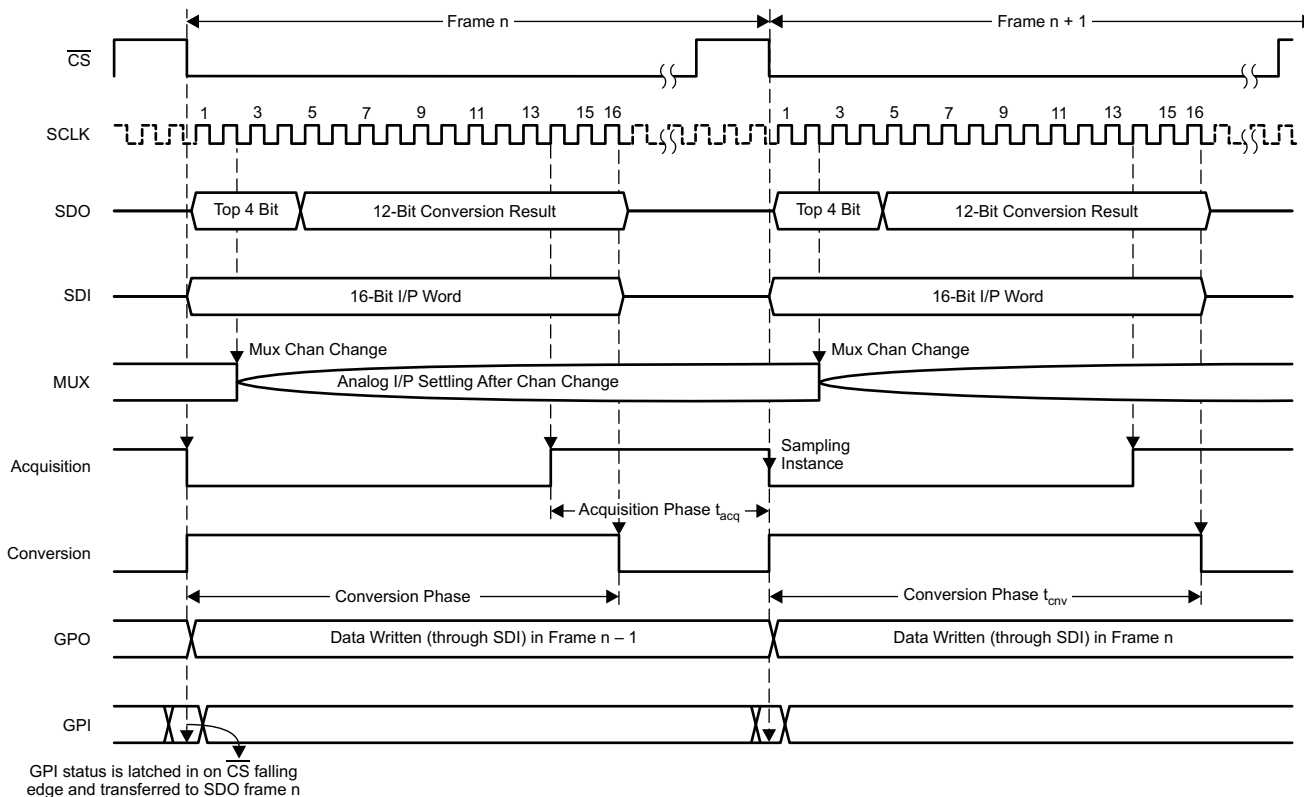 Frame n
Frame n + 1
CS
1 3 5 7 9 11 13 15 16 1 3 5 7 9 11 13 15 16
SCLK
SDO
Top 4 Bit
12-Bit Conversion Result
Top 4 Bit
12-Bit Conversion Result
SDI
16-Bit I/P Word
16-Bit I/P Word
Mux Chan Change
Mux Chan Change
MUX
Analog I/P Settling After Chan Change
Acquisition
Sampling
Instance
Acquisition Phase tacq
Conversion
Conversion Phase
Conversion Phase tcnv
GPO
Data Written (through SDI) in Frame n – 1
Data Written (through SDI) in Frame n
GPI
GPI status is latched in on CS falling
edge and transferred to SDO frame n